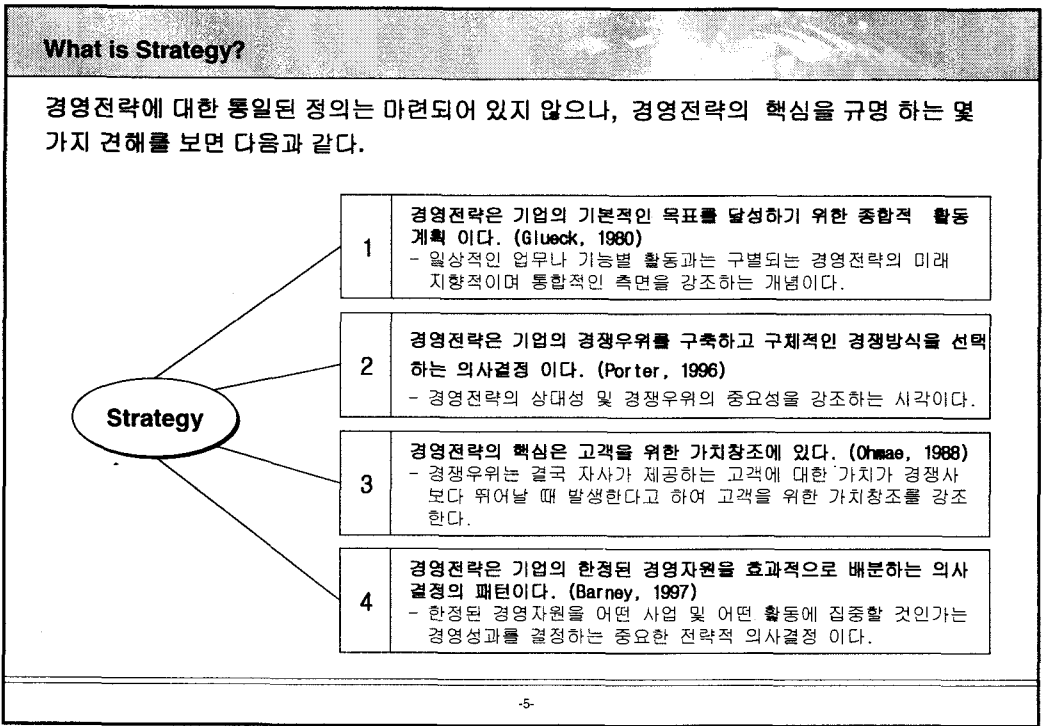 What is Strategy?
경영전략에 대한 통일된 정의는 마련되어 있지 않으나, 경영전략의 핵심을 규명 하는 몇
가지 견해를 보면 다음과 같다.
Strategy
1
경영전략은 기업의 기본적인 목표를 달성하기 위한 종합적 활동
계획 이다. (Glueck, 1980)
- 일상적인 업무나 기능별 활동과는 구별되는 경영전략의 미래
지향적이며 통합적인 측면을 강조하는 개념이다.
2
경영전략은 기업의 경쟁우위를 구축하고 구체적인 경쟁방식을 선택
하는 의사결정 이다. (Porter, 1996)
- 경영전략의 상대성 및 경쟁우위의 중요성을 강조하는 시각이다.
3
경영전략의 핵심은 고객을 위한 가치창조에 있다. (Ohmae, 1988)
- 경쟁우위는 결국 자사가 제공하는 고객에 대한 가치가 경쟁사
보다 뛰어날 때 발생한다고 하여 고객을 위한 가치창조를 강조
한다.
4
경영전략은 기업의 한정된 경영자원을 효과적으로 배분하는 의사
결정의 패턴이다. (Barney, 1997)
- 한정된 경영자원을 어떤 사업 및 어떤 활동에 집중할 것인가는
경영성과를 결정하는 중요한 전략적 의사결정 이다.
-5-